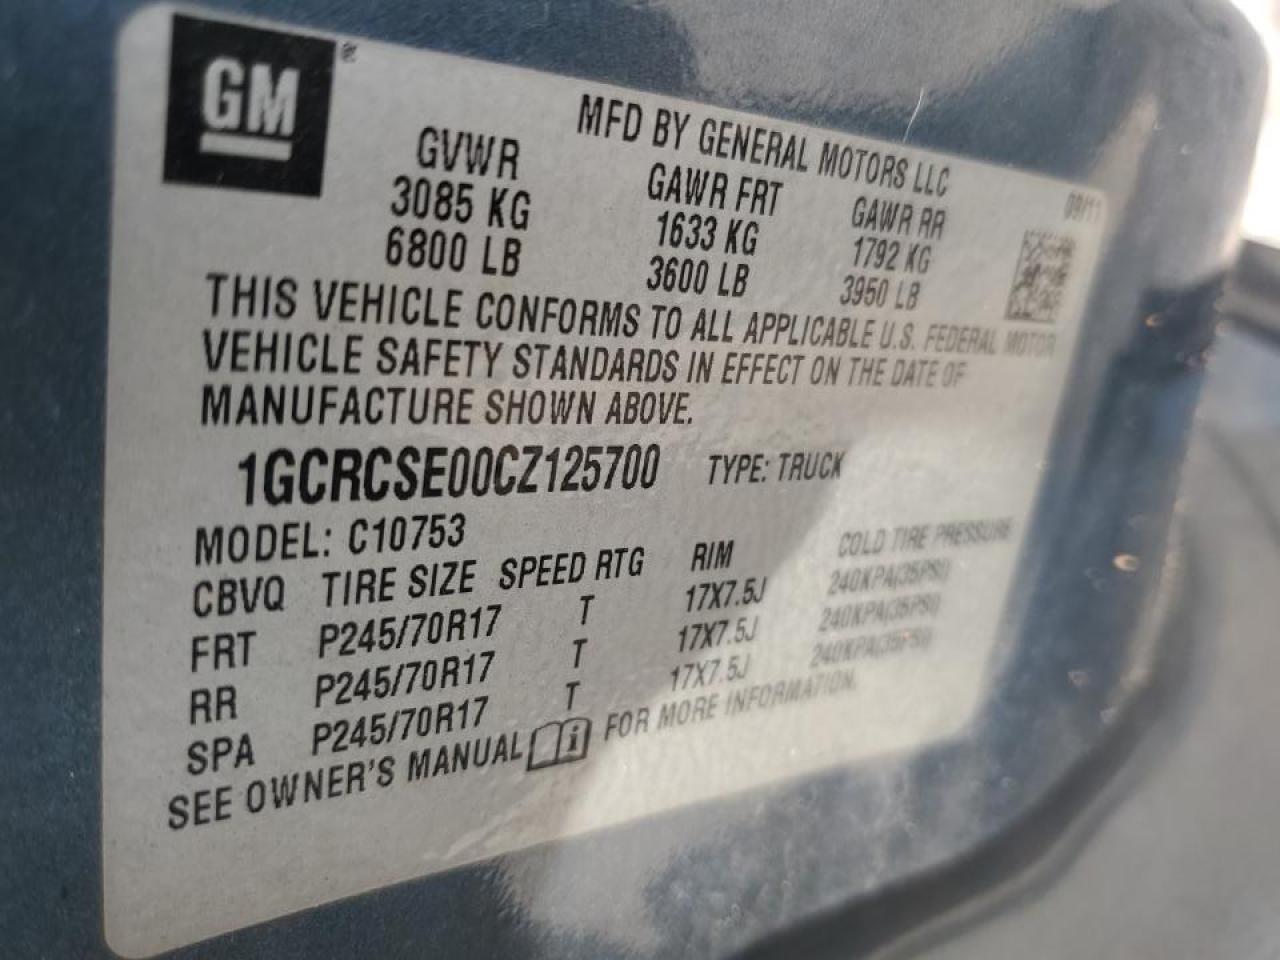 GM ®
MFD BY GENERAL MOTORS LLC
09/11
GVWR GAWR FRT GAWR RR
3085 KG 1633 KG 1792 KG
6800 LB 3600 LB 3950 LB
THIS VEHICLE CONFORMS TO ALL APPLICABLE U.S. FEDERAL MOTOR
VEHICLE SAFETY STANDARDS IN EFFECT ON THE DATE OF
MANUFACTURE SHOWN ABOVE.
1GCRCSE00CZ125700 TYPE: TRUCK
MODEL: C10753
CBVQ TIRE SIZE SPEED RTG RIM COLD TIRE PRESSURE
FRT P245/70R17 T 17X7.5J 240KPA(35PSI)
RR P245/70R17 T 17X7.5J 240KPA(35PSI)
SPA P245/70R17 T 17X7.5J 240KPA(35PSI)
SEE OWNER'S MANUAL i FOR MORE INFORMATION.